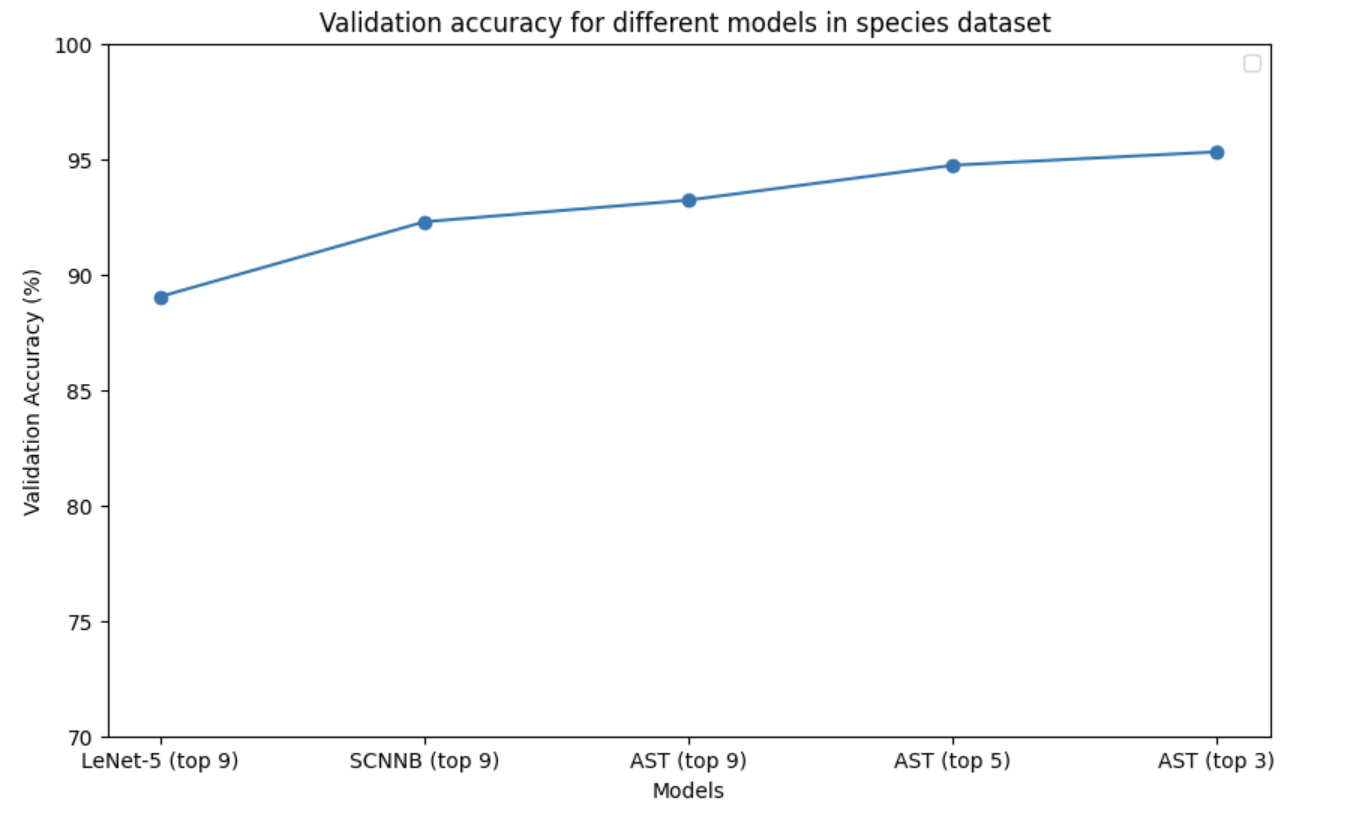 Validation accuracy for different models in species dataset
100
95
90
85
80
75
70
Validation Accuracy (%)
LeNet-5 (top 9)
SCNNB (top 9)
AST (top 9)
AST (top 5)
AST (top 3)
Models